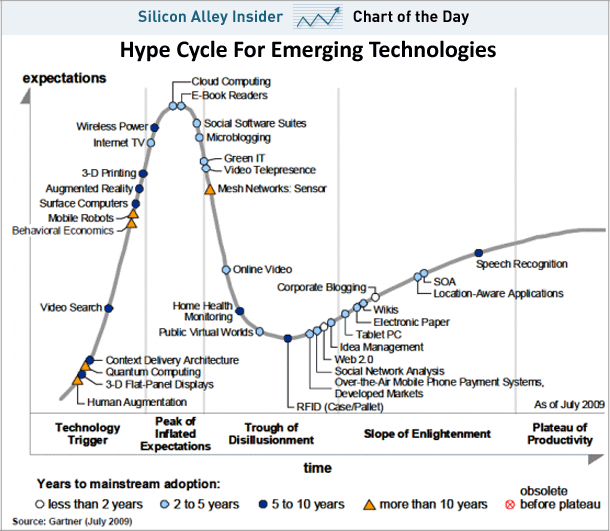 Silicon Alley Insider Chart of the Day
Hype Cycle For Emerging Technologies
expectations
Cloud Computing
E-Book Readers
Wireless Power
Social Software Suites
Internet TV
Microblogging
Green IT
3-D Printing
Video Telepresence
Augmented Reality
Mesh Networks: Sensor
Surface Computers
Mobile Robots
Behavioral Economics
Speech Recognition
Online Video
SOA
Corporate Blogging
Location-Aware Applications
Video Search
Home Health
Monitoring
Wikis
Electronic Paper
Public Virtual Worlds
Tablet PC
Idea Management
Context Delivery Architecture
Web 2.0
Quantum Computing
Social Network Analysis
3-D Flat-Panel Displays
Over-the-Air Mobile Phone Payment Systems,
Developed Markets
Human Augmentation
RFID (Case/Pallet)
As of July 2009
Technology
Trigger
Peak of
Inflated
Expectations
Trough of
Disillusionment
Slope of Enlightenment
Plateau of
Productivity
time
Years to mainstream adoption:
less than 2 years
2 to 5 years
5 to 10 years
more than 10 years
obsolete
before plateau
Source: Gartner (July 2009)